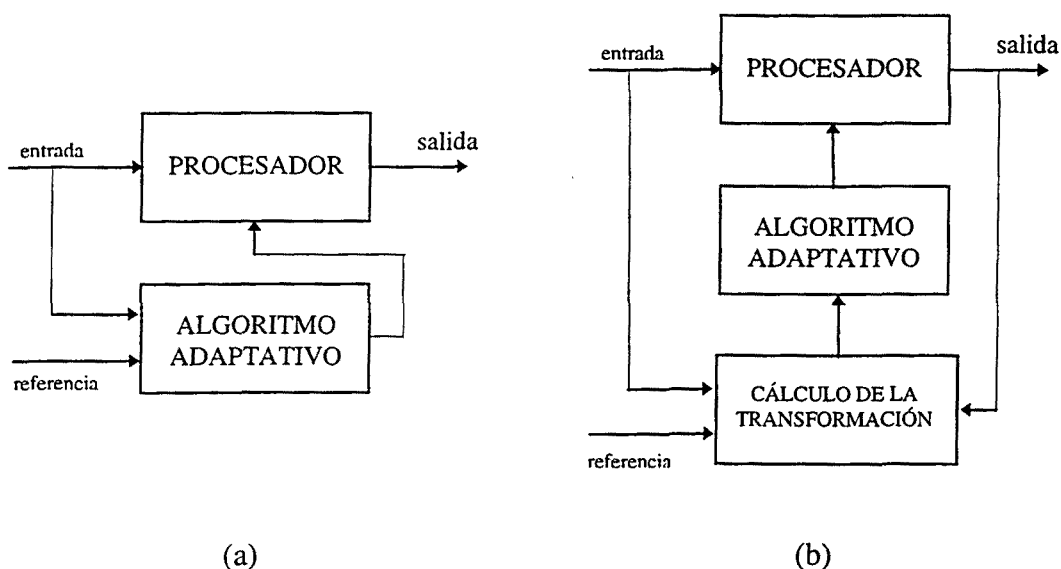 entrada
PROCESADOR
salida
ALGORITMO
ADAPTATIVO
referencia
(a)
entrada
PROCESADOR
salida
ALGORITMO
ADAPTATIVO
CÁLCULO DE LA
TRANSFORMACIÓN
referencia
(b)